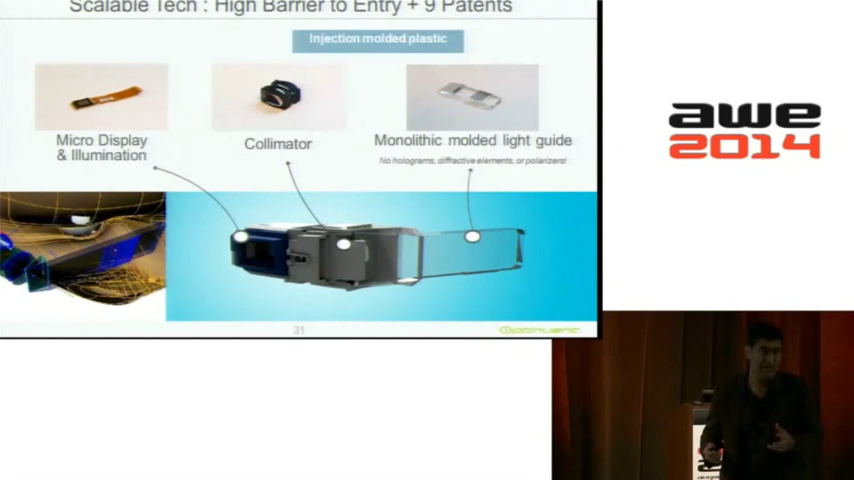 Scalable Tech : High Barrier to Entry + 9 Patents
Injection molded plastic
Micro Display
& Illumination
Collimator
Monolithic molded light guide
No holograms, diffractive elements, or polarizers!
31
Optinvent
awe
2014